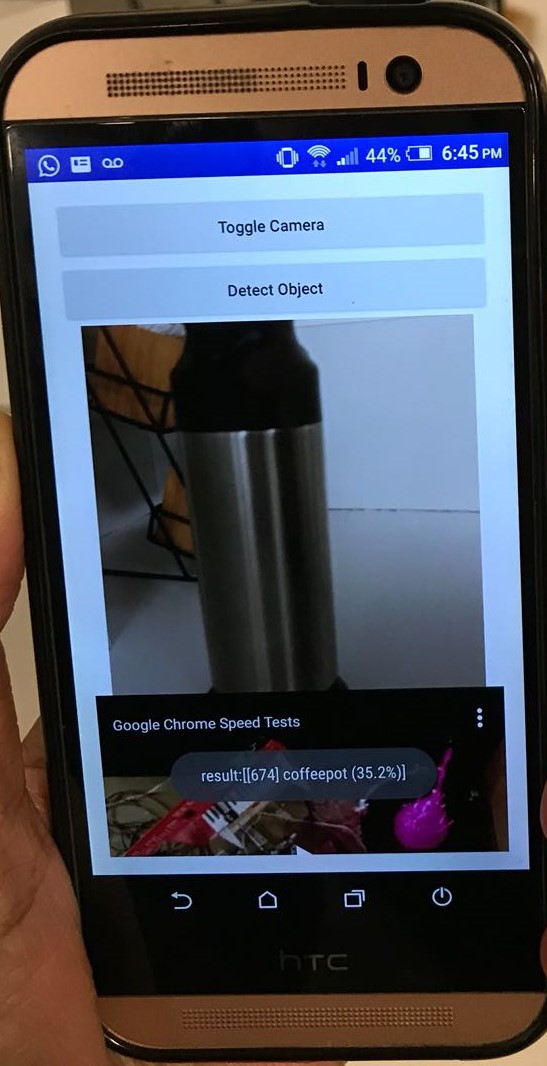 44% 6:45 PM
Toggle Camera
Detect Object
Google Chrome Speed Tests
result:[[674] coffeepot (35.2%)]
hTC